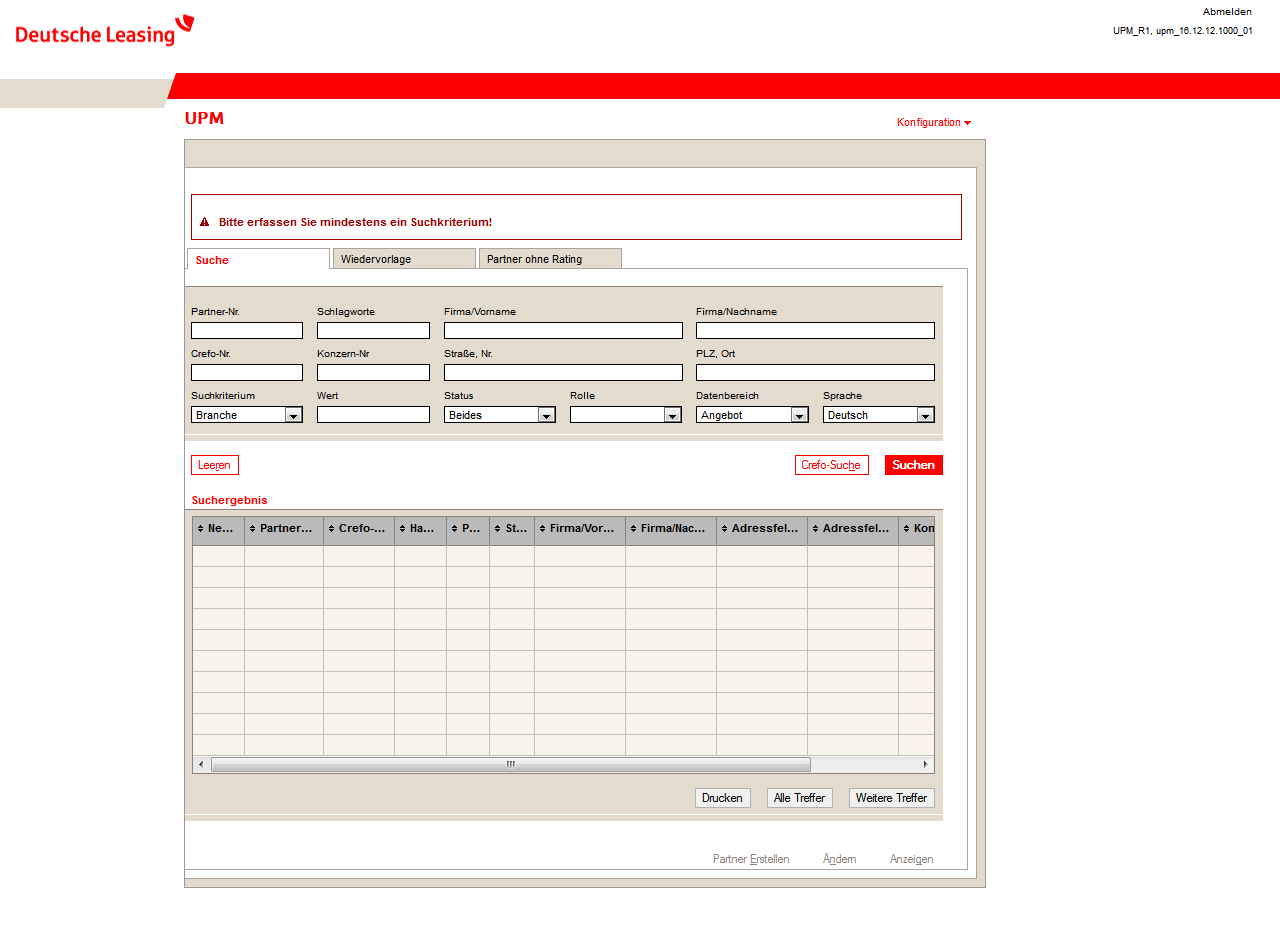 Deutsche Leasing
Abmelden
UPM_R1, upm_16.12.12.1000_01
UPM
Konfiguration
Bitte erfassen Sie mindestens ein Suchkriterium!
Suche Wiedervorlage Partner ohne Rating
Partner-Nr. Schlagworte Firma/Vorname Firma/Nachname
Crefo-Nr. Konzern-Nr Straße, Nr. PLZ, Ort
Suchkriterium Wert Status Rolle Datenbereich Sprache
Branche Beides Angebot Deutsch
Leeren Crefo-Suche Suchen
Suchergebnis
Ne... Partner... Crefo-... Ha... P... St... Firma/Vor... Firma/Nac... Adressfel... Adressfel... Kon
Drucken Alle Treffer Weitere Treffer
Partner Erstellen Ändern Anzeigen